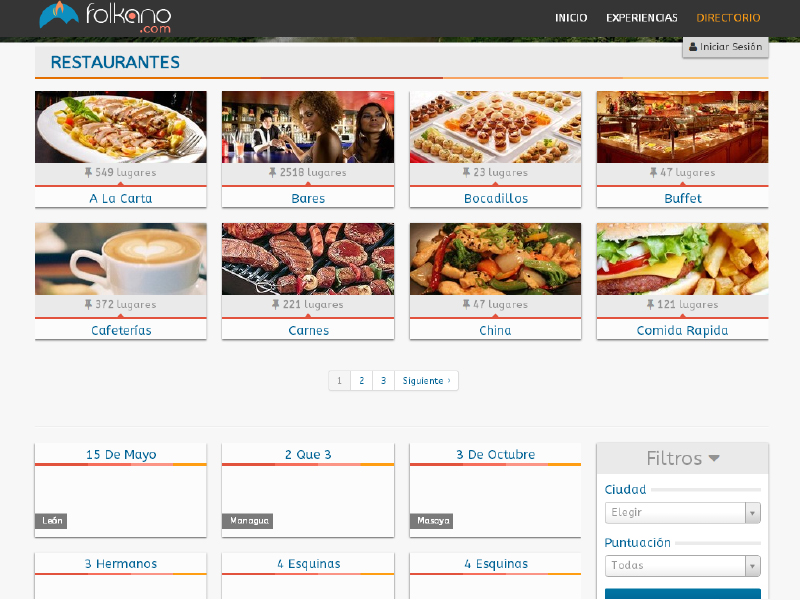 folkano
.com
INICIO EXPERIENCIAS DIRECTORIO
Iniciar Sesión
RESTAURANTES
549 lugares 2518 lugares 23 lugares 47 lugares
A La Carta Bares Bocadillos Buffet
372 lugares 221 lugares 47 lugares 121 lugares
Cafeterías Carnes China Comida Rapida
1 2 3 Siguiente ›
15 De Mayo 2 Que 3 3 De Octubre Filtros
Ciudad
León Managua Masaya Elegir
Puntuación
3 Hermanos 4 Esquinas 4 Esquinas Todas